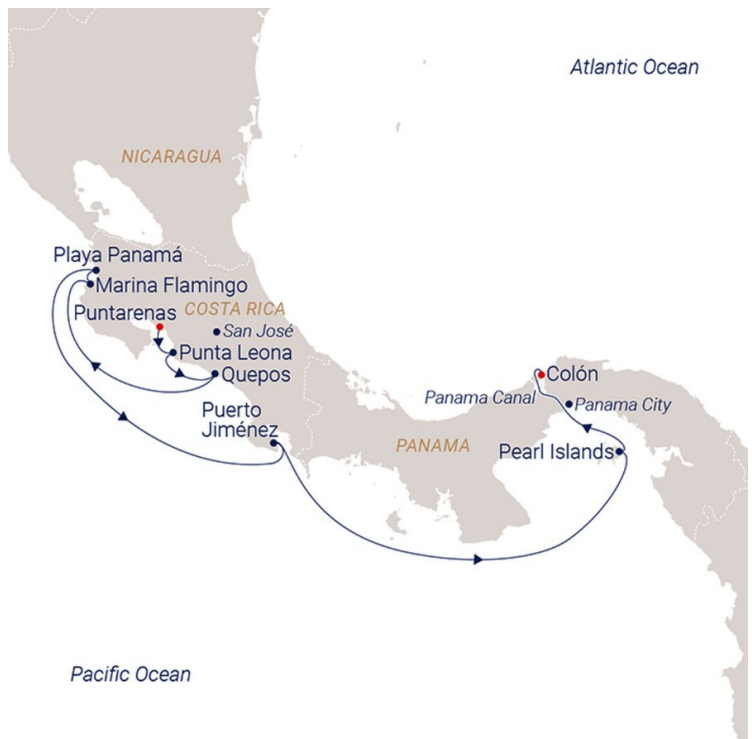 Atlantic Ocean
NICARAGUA
Playa Panamá
Marina Flamingo
Puntarenas
COSTA RICA
San José
Punta Leona
Quepos
Colón
Panama Canal
Panama City
Puerto
Jiménez
PANAMA
Pearl Islands
Pacific Ocean